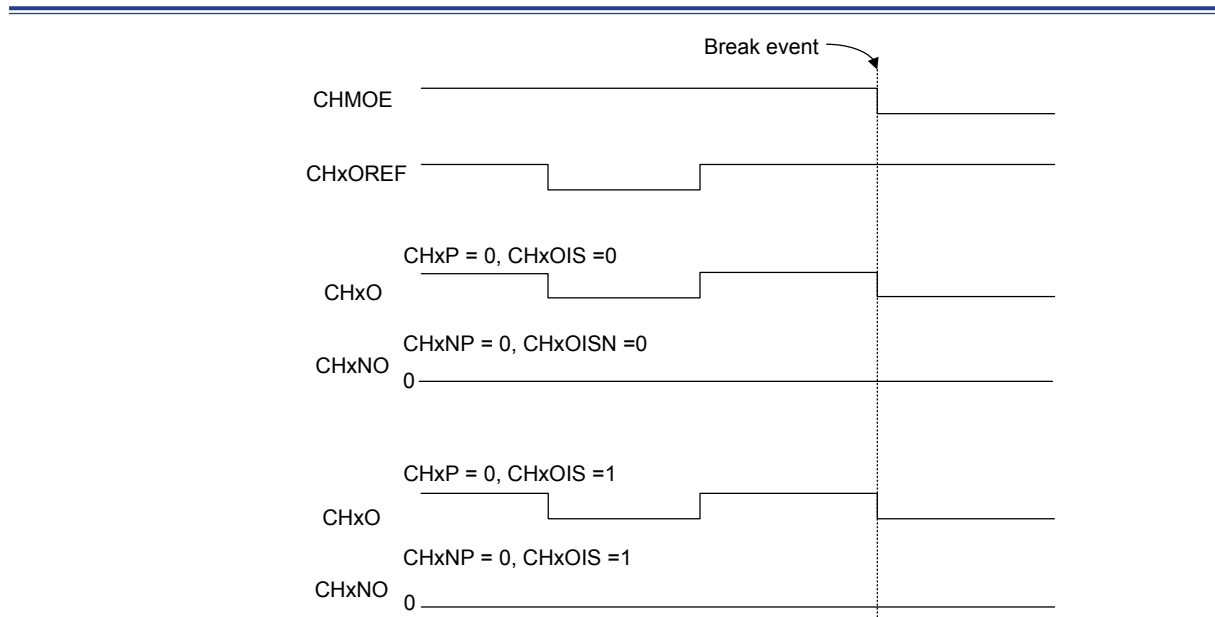 Break event
CHMOE
CHxOREF
CHxP = 0, CHxOIS =0
CHxO
CHxNP = 0, CHxOISN =0
CHxNO
0
CHxP = 0, CHxOIS =1
CHxO
CHxNP = 0, CHxOIS =1
CHxNO
0